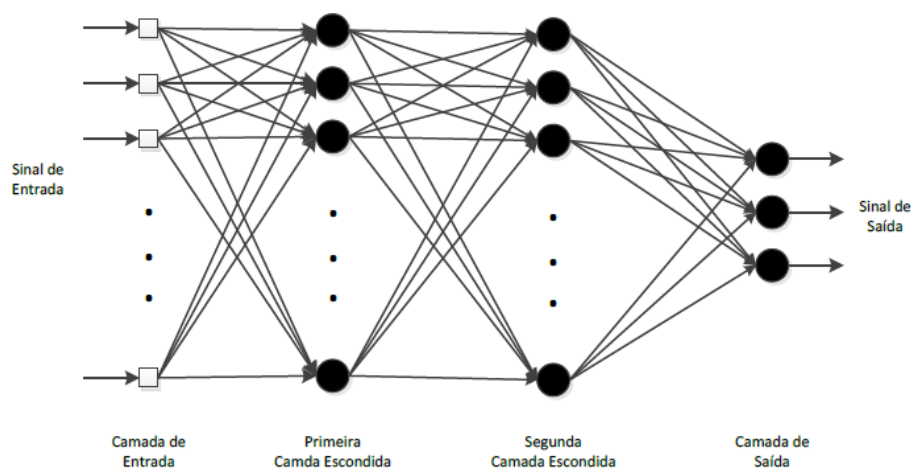 Sinal de
Entrada
Sinal de
Saída
Camada de
Entrada
Primeira
Camda Escondida
Segunda
Camada Escondida
Camada de
Saída